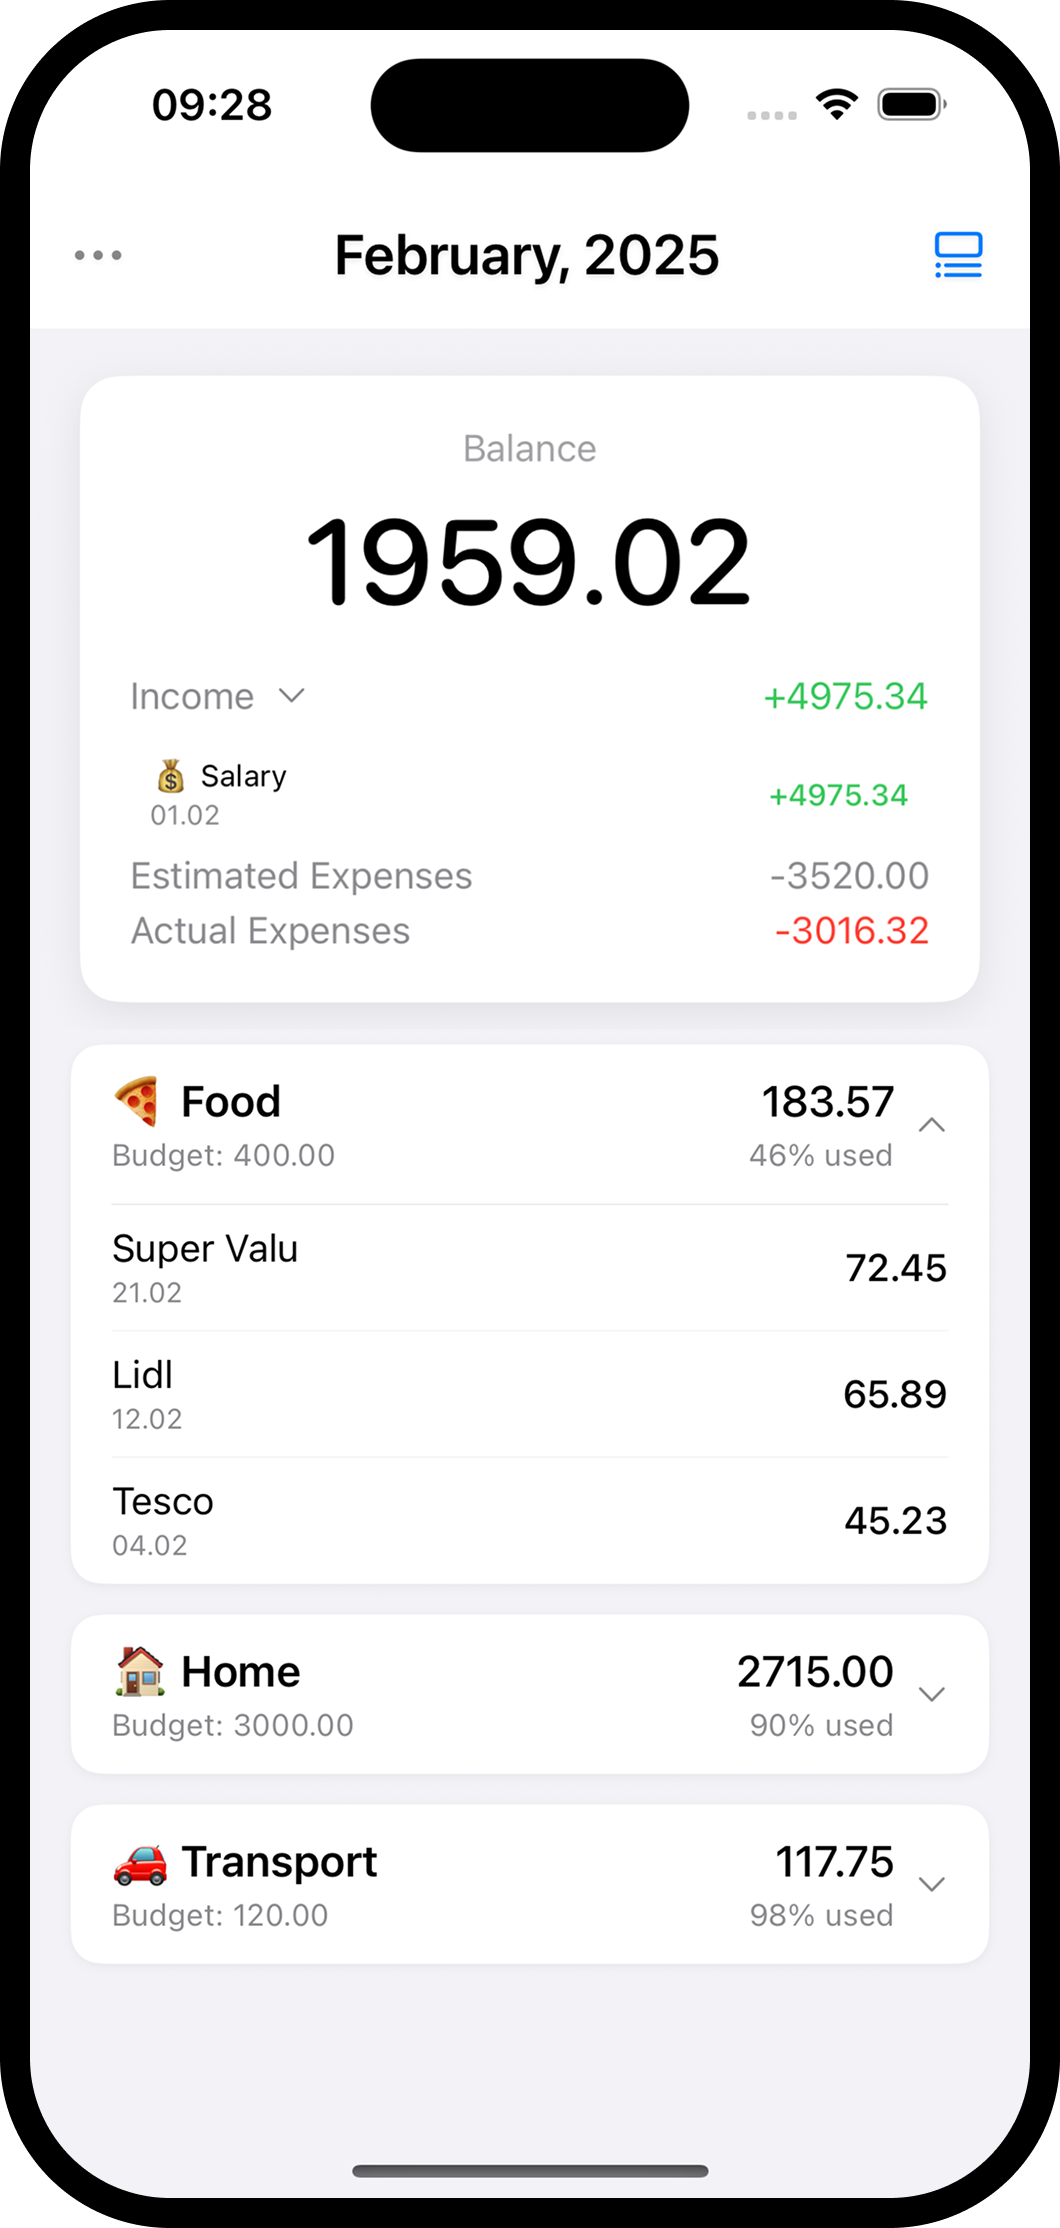 09:28
February, 2025
Balance
1959.02
Income +4975.34
Salary
01.02
+4975.34
Estimated Expenses -3520.00
Actual Expenses -3016.32
Food 183.57
Budget: 400.00 46% used
Super Valu
21.02
72.45
Lidl
12.02
65.89
Tesco
04.02
45.23
Home 2715.00
Budget: 3000.00 90% used
Transport 117.75
Budget: 120.00 98% used